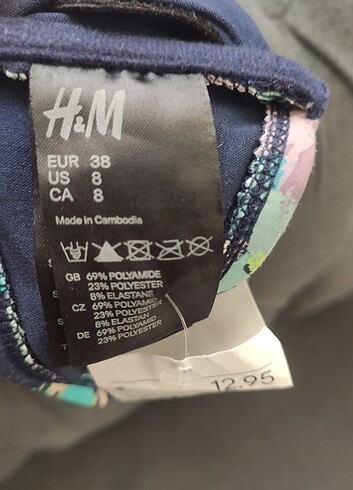 H&M
EUR 38
US 8
CA 8
Made in Cambodia
GB 69% POLYAMIDE
23% POLYESTER
8% ELASTANE
CZ 69% POLYAMID
23% POLYESTER
8% ELASTAN
DE 69% POLYAMID
23% POLYESTER
12.95